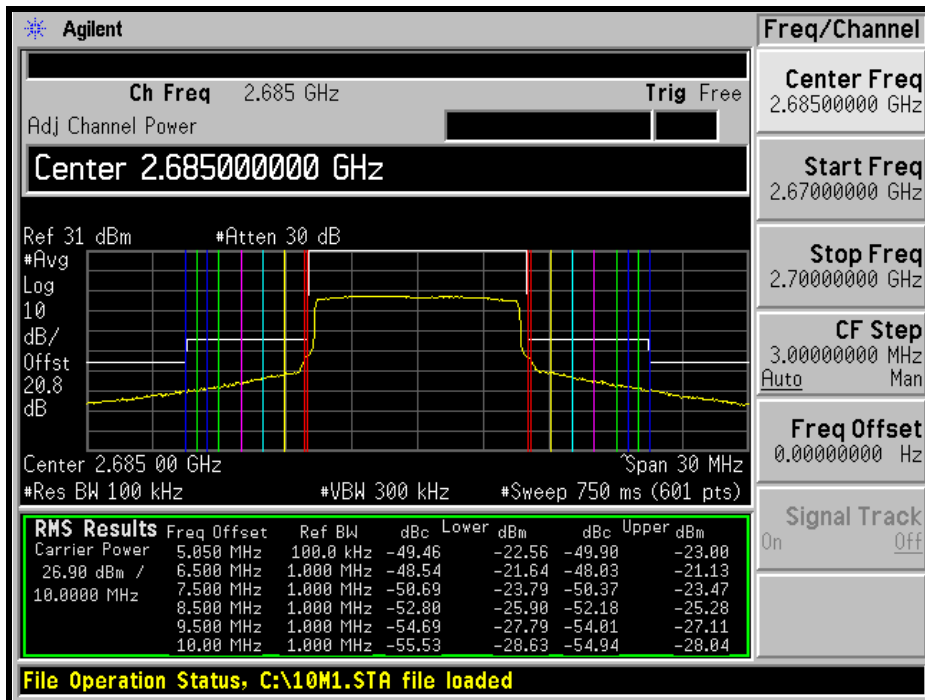 Agilent
Freq/Channel
Ch Freq 2.685 GHz Trig Free
Adj Channel Power
Center 2.685000000 GHz
Center Freq
2.68500000 GHz
Start Freq
2.67000000 GHz
Stop Freq
2.70000000 GHz
CF Step
3.00000000 MHz
Auto Man
Freq Offset
0.00000000 Hz
Signal Track
On Off
Ref 31 dBm #Atten 30 dB
#Avg
Log
10
dB/
Offst
20.8
dB
Center 2.685 00 GHz ~Span 30 MHz
#Res BW 100 kHz #VBW 300 kHz #Sweep 750 ms (601 pts)
RMS Results Freq Offset Ref BW dBc Lower dBm dBc Upper dBm
Carrier Power 5.050 MHz 100.0 kHz -49.46 -22.56 -49.90 -23.00
26.90 dBm / 6.500 MHz 1.000 MHz -48.54 -21.64 -48.03 -21.13
10.0000 MHz 7.500 MHz 1.000 MHz -50.69 -23.79 -50.37 -23.47
8.500 MHz 1.000 MHz -52.80 -25.90 -52.18 -25.28
9.500 MHz 1.000 MHz -54.69 -27.79 -54.01 -27.11
10.00 MHz 1.000 MHz -55.53 -28.63 -54.94 -28.04
File Operation Status, C:\10M1.STA file loaded